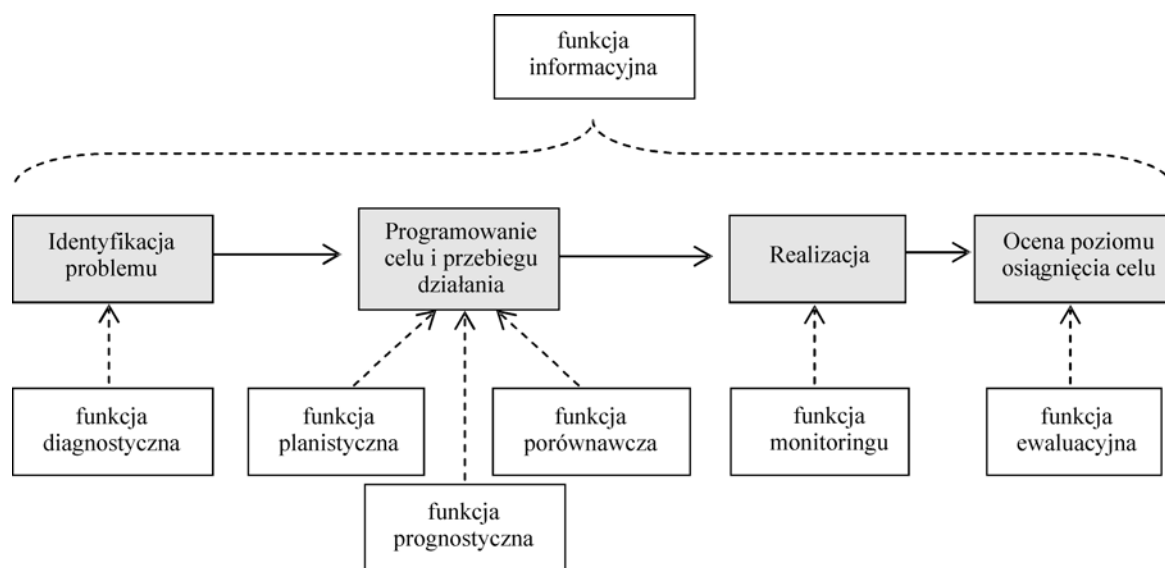 funkcja
informacyjna
Identyfikacja
problemu
Programowanie
celu i przebiegu
działania
Realizacja
Ocena poziomu
osiągnięcia celu
funkcja
diagnostyczna
funkcja
planistyczna
funkcja
prognostyczna
funkcja
porównawcza
funkcja
monitoringu
funkcja
ewaluacyjna